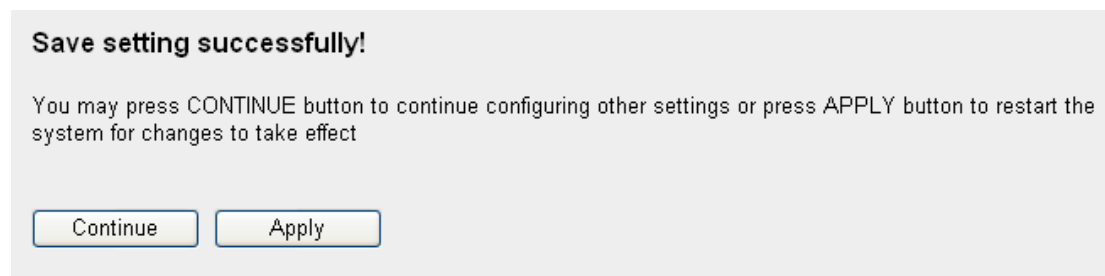 Save setting successfully!
You may press CONTINUE button to continue configuring other settings or press APPLY button to restart the
system for changes to take effect
Continue
Apply